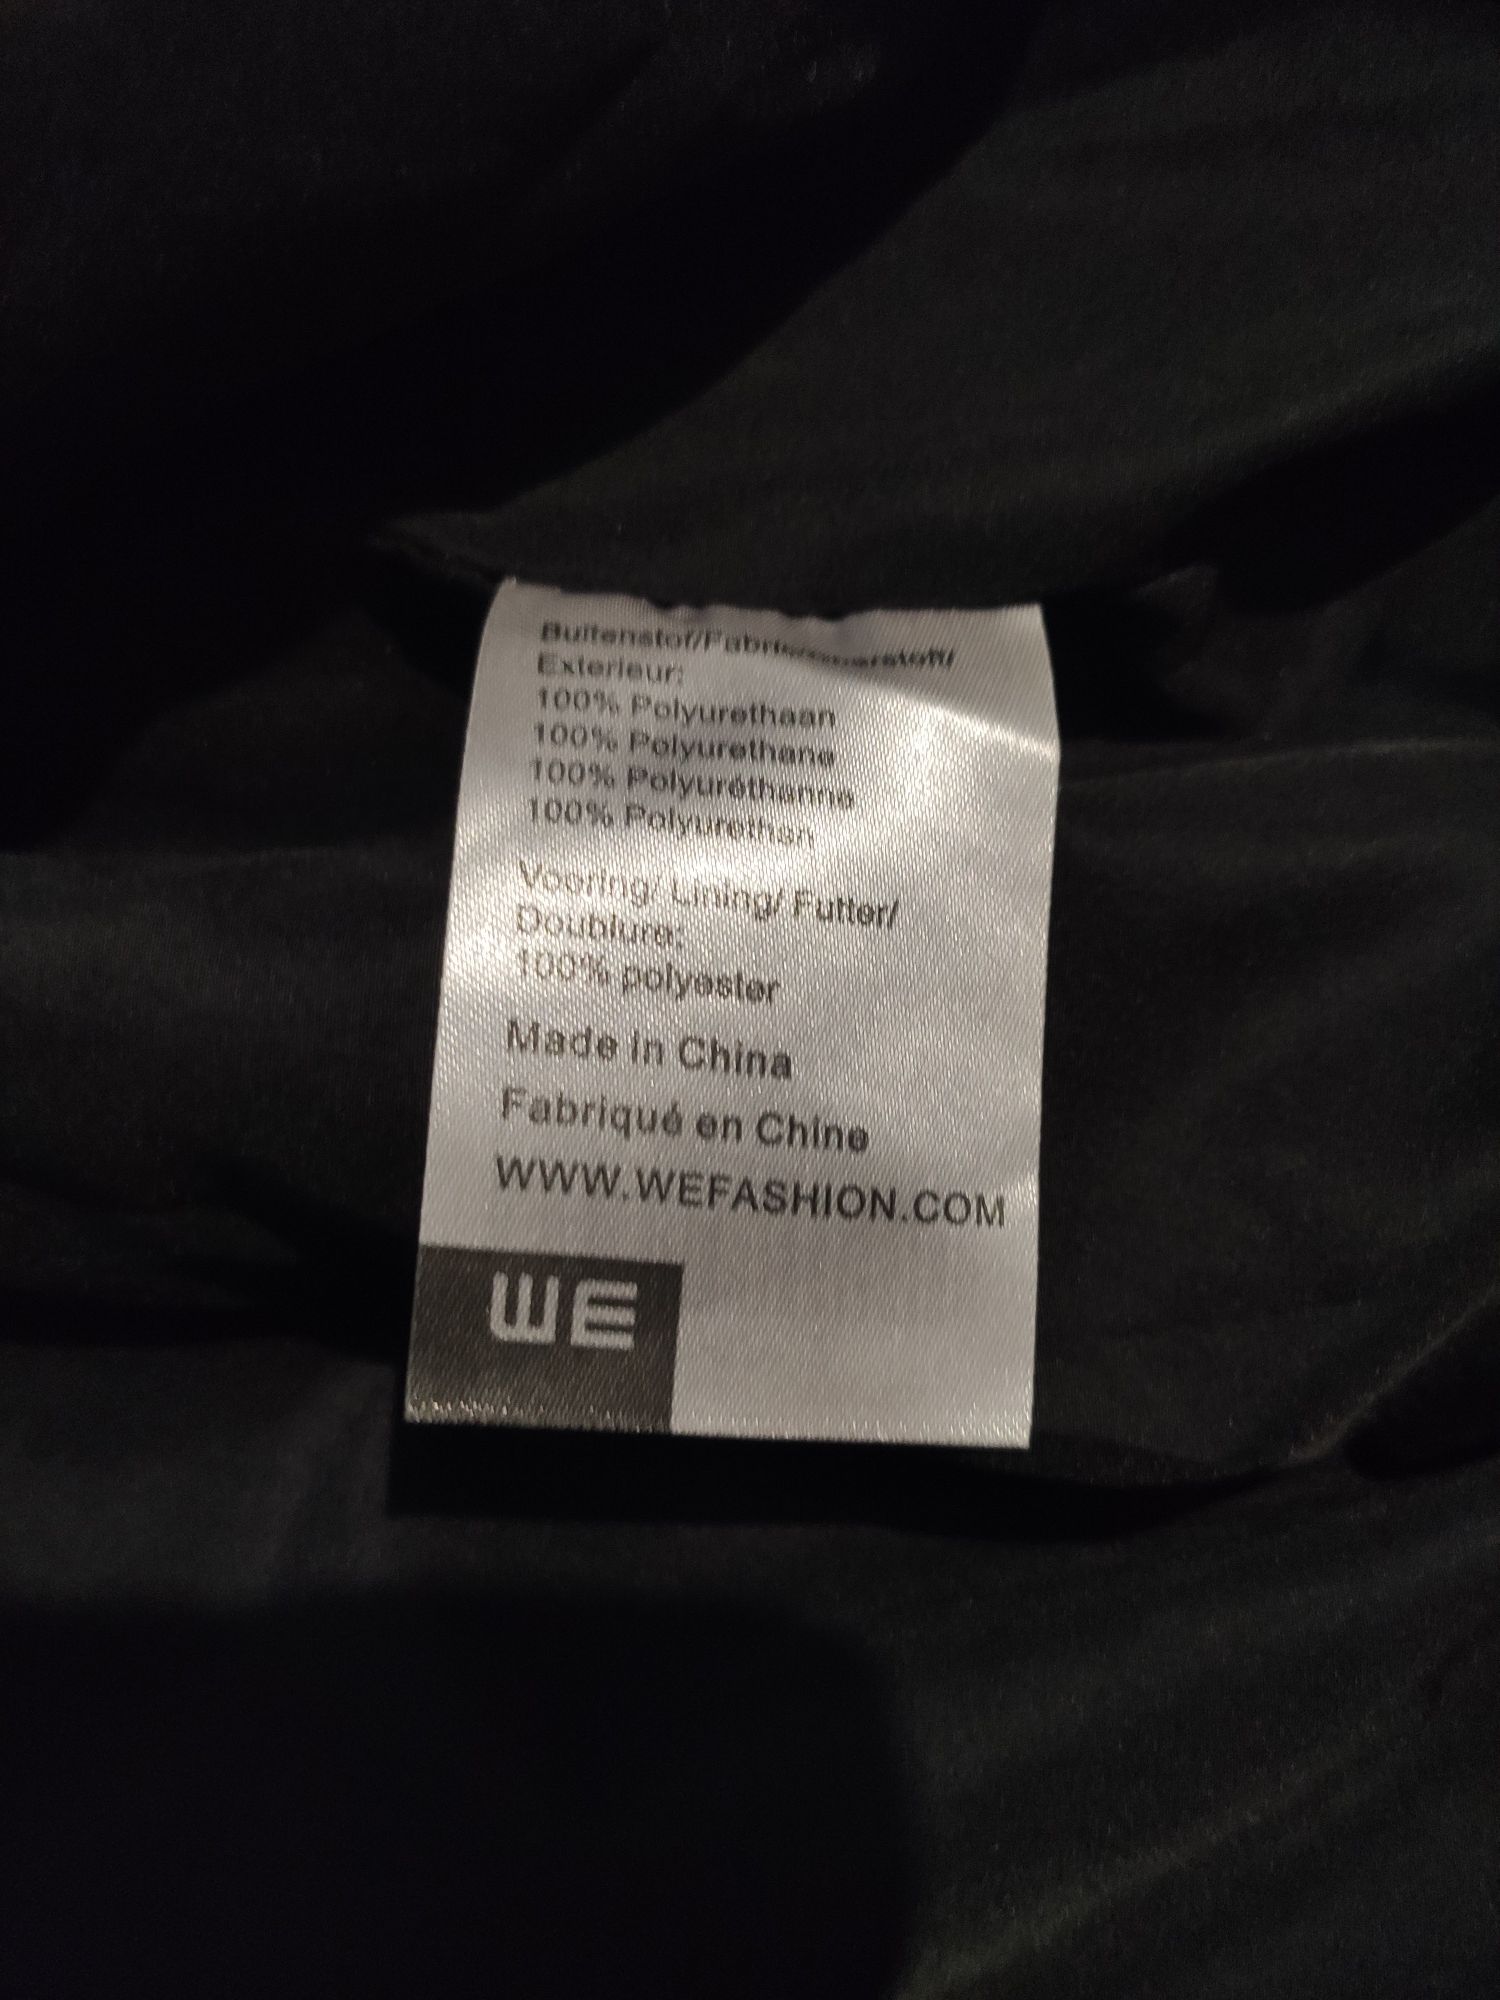 Buitenstof/
Exterieur:
100% Polyurethaan
100% Polyurethane
100% Polyuréthanne
100% Polyurethan
Voering/ Lining/ Futter/
Doublure:
100% polyester
Made in China
Fabriqué en Chine
WWW.WEFASHION.COM
WE